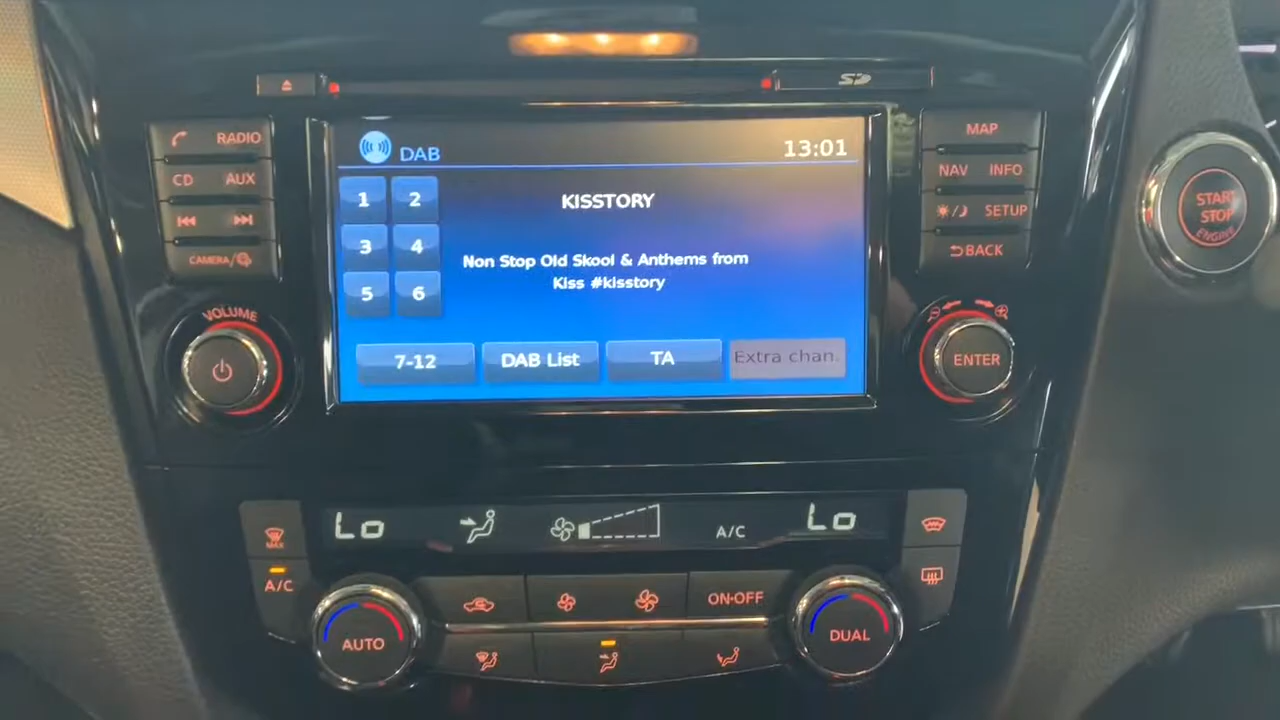 SD
RADIO
CD AUX
CAMERA/
VOLUME
DAB
13:01
1 2
3 4
5 6
KISSTORY
Non Stop Old Skool & Anthems from
Kiss #kisstory
7-12
DAB List
TA
Extra chan.
MAP
NAV INFO
SETUP
BACK
ENTER
START
STOP
ENGINE
Lo
A/C
Lo
MAX
A/C
AUTO
ON·OFF
DUAL